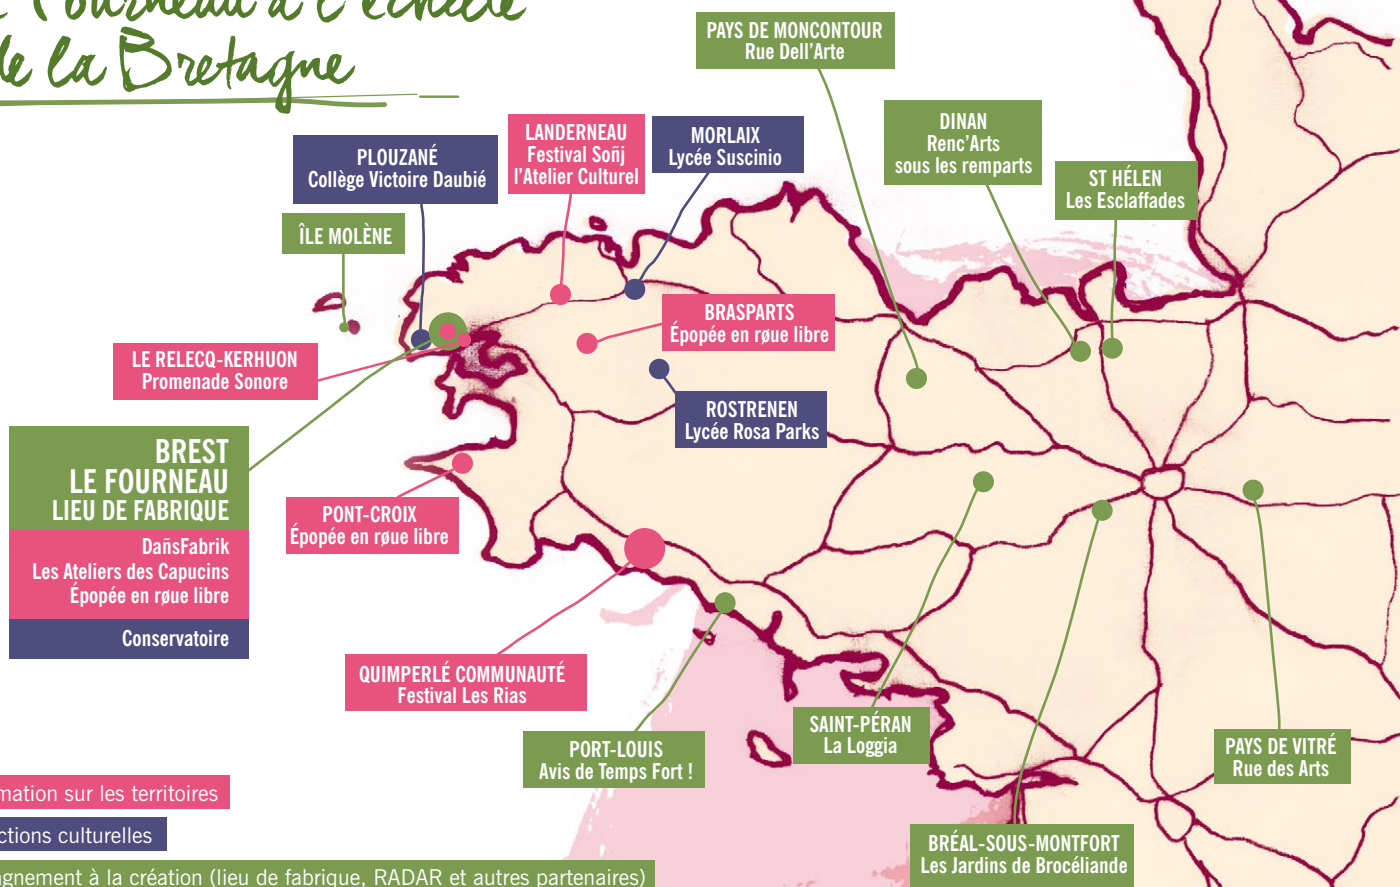 Fourneau à l'échelle
de la Bretagne
PAYS DE MONCONTOUR
Rue Dell'Arte
DINAN
Renc'Arts
sous les remparts
ST HÉLEN
Les Esclaffades
LANDERNEAU
Festival Soñj
l'Atelier Culturel
MORLAIX
Lycée Suscinio
PLOUZANÉ
Collège Victoire Daubié
ÎLE MOLÈNE
BRASPARTS
Épopée en røue libre
LE RELECQ-KERHUON
Promenade Sonore
ROSTRENEN
Lycée Rosa Parks
BREST
LE FOURNEAU
LIEU DE FABRIQUE
DañsFabrik
Les Ateliers des Capucins
Épopée en røue libre
Conservatoire
PONT-CROIX
Épopée en røue libre
QUIMPERLÉ COMMUNAUTÉ
Festival Les Rias
PORT-LOUIS
Avis de Temps Fort !
SAINT-PÉRAN
La Loggia
PAYS DE VITRÉ
Rue des Arts
BRÉAL-SOUS-MONTFORT
Les Jardins de Brocéliande
mation sur les territoires
ctions culturelles
agnement à la création (lieu de fabrique, RADAR et autres partenaires)